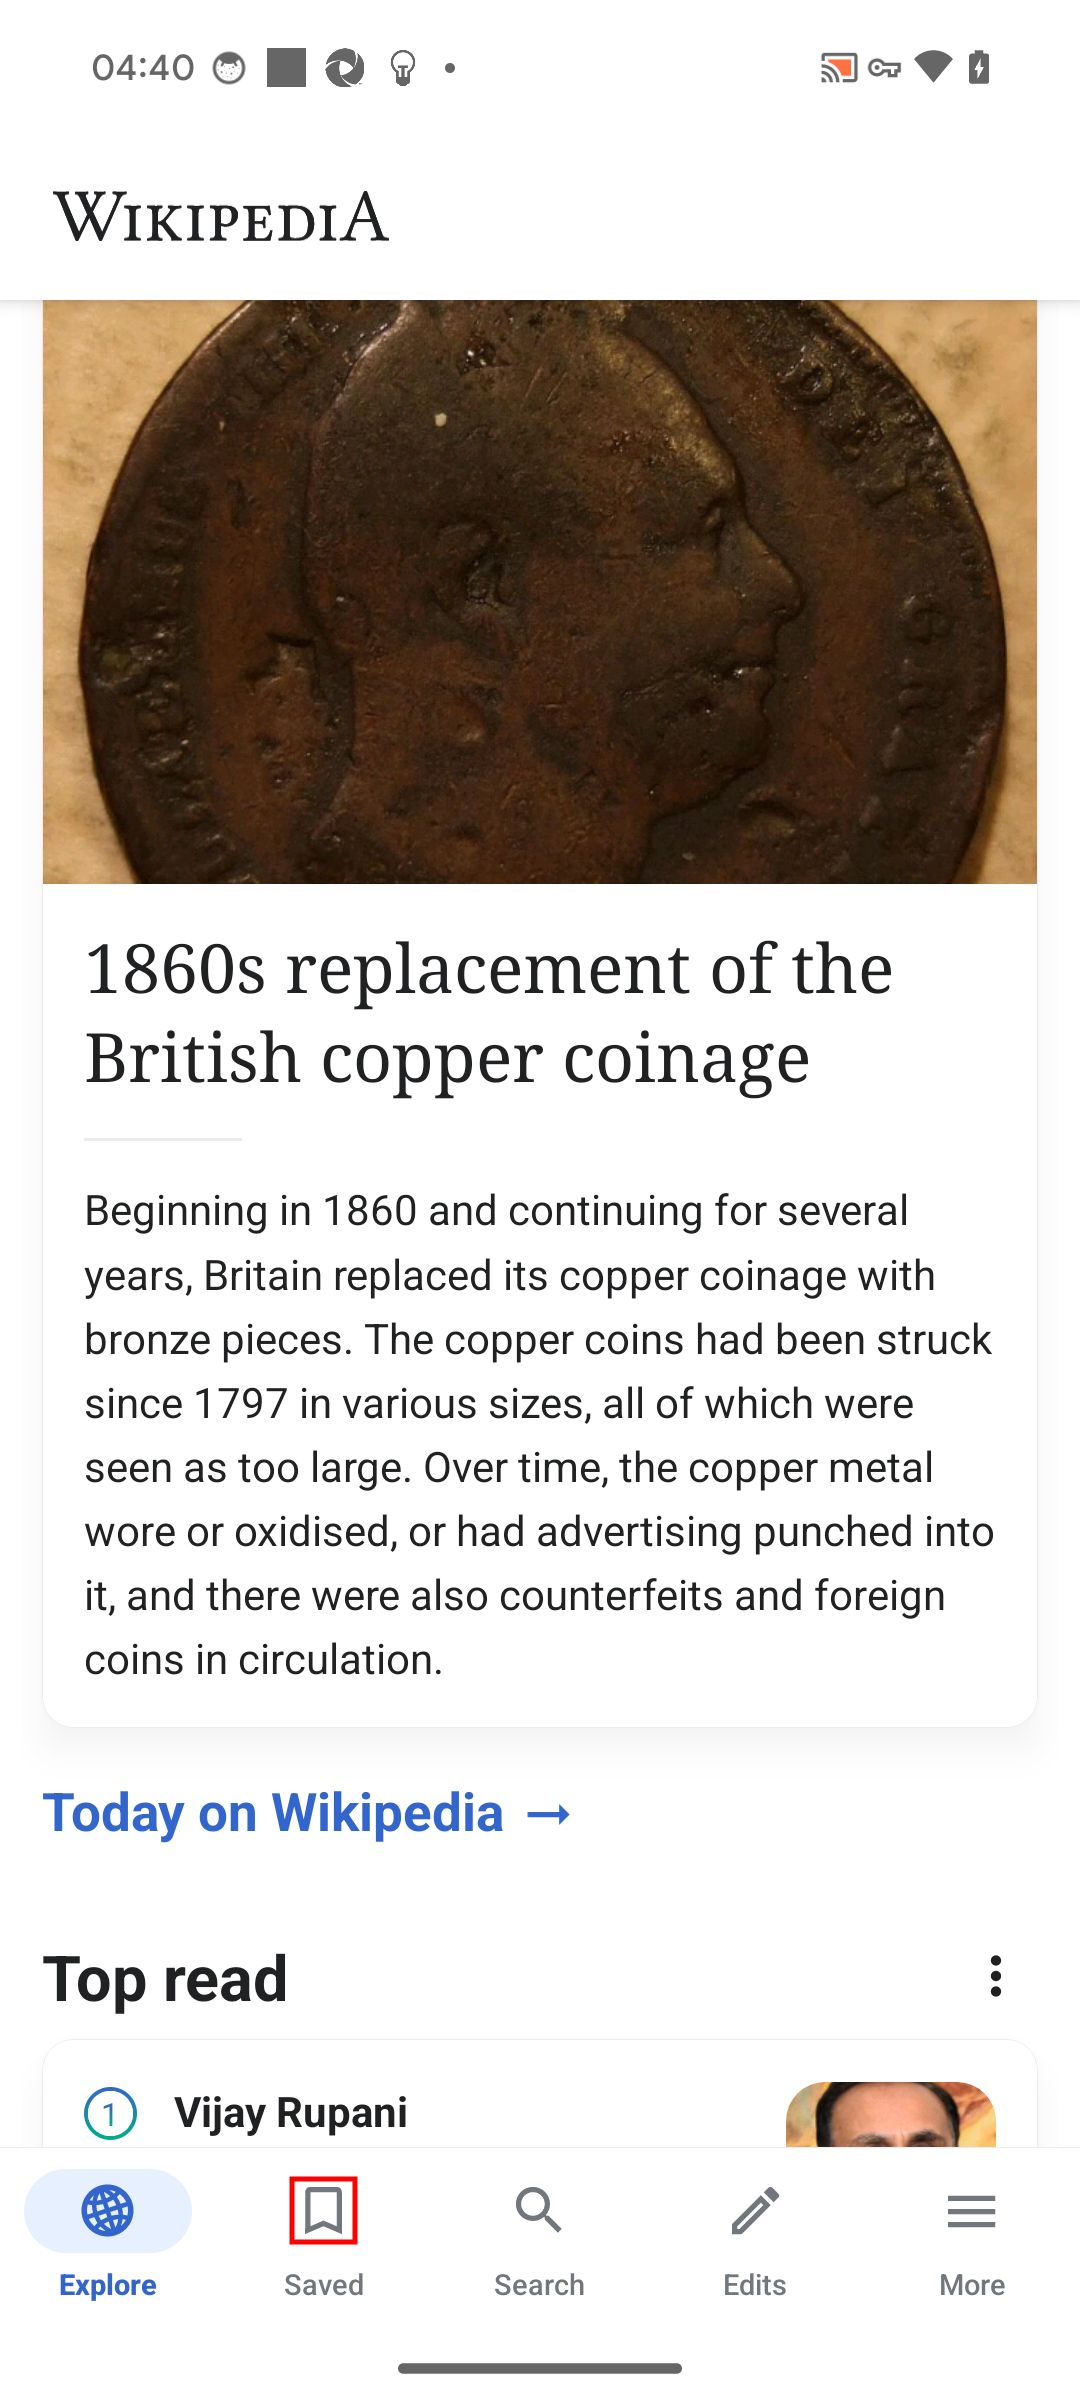 04:40
WIKIPEDIA
1860s replacement of the
British copper coinage
Beginning in 1860 and continuing for several
years, Britain replaced its copper coinage with
bronze pieces. The copper coins had been struck
since 1797 in various sizes, all of which were
seen as too large. Over time, the copper metal
wore or oxidised, or had advertising punched into
it, and there were also counterfeits and foreign
coins in circulation.
Today on Wikipedia →
Top read
1 Vijay Rupani
Explore Saved Search Edits More